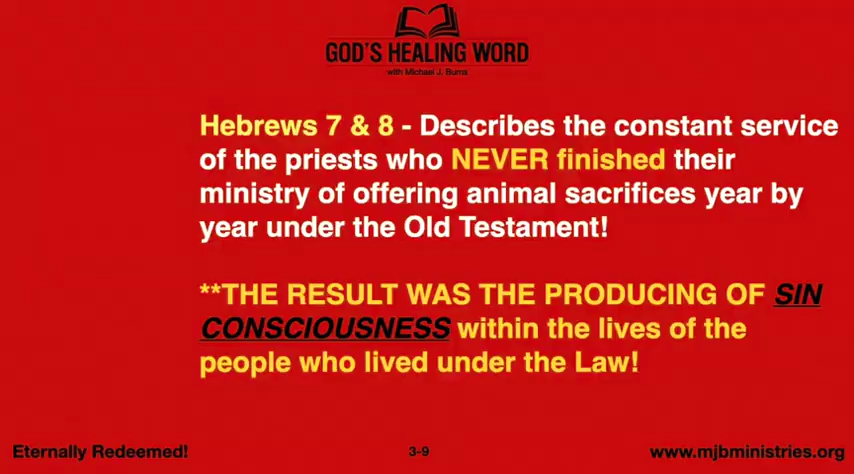 GOD'S HEALING WORD
with Michael J. Burns
Hebrews 7 & 8 - Describes the constant service
of the priests who NEVER finished their
ministry of offering animal sacrifices year by
year under the Old Testament!
**THE RESULT WAS THE PRODUCING OF SIN
CONSCIOUSNESS within the lives of the
people who lived under the Law!
Eternally Redeemed!
3-9
www.mjbministries.org